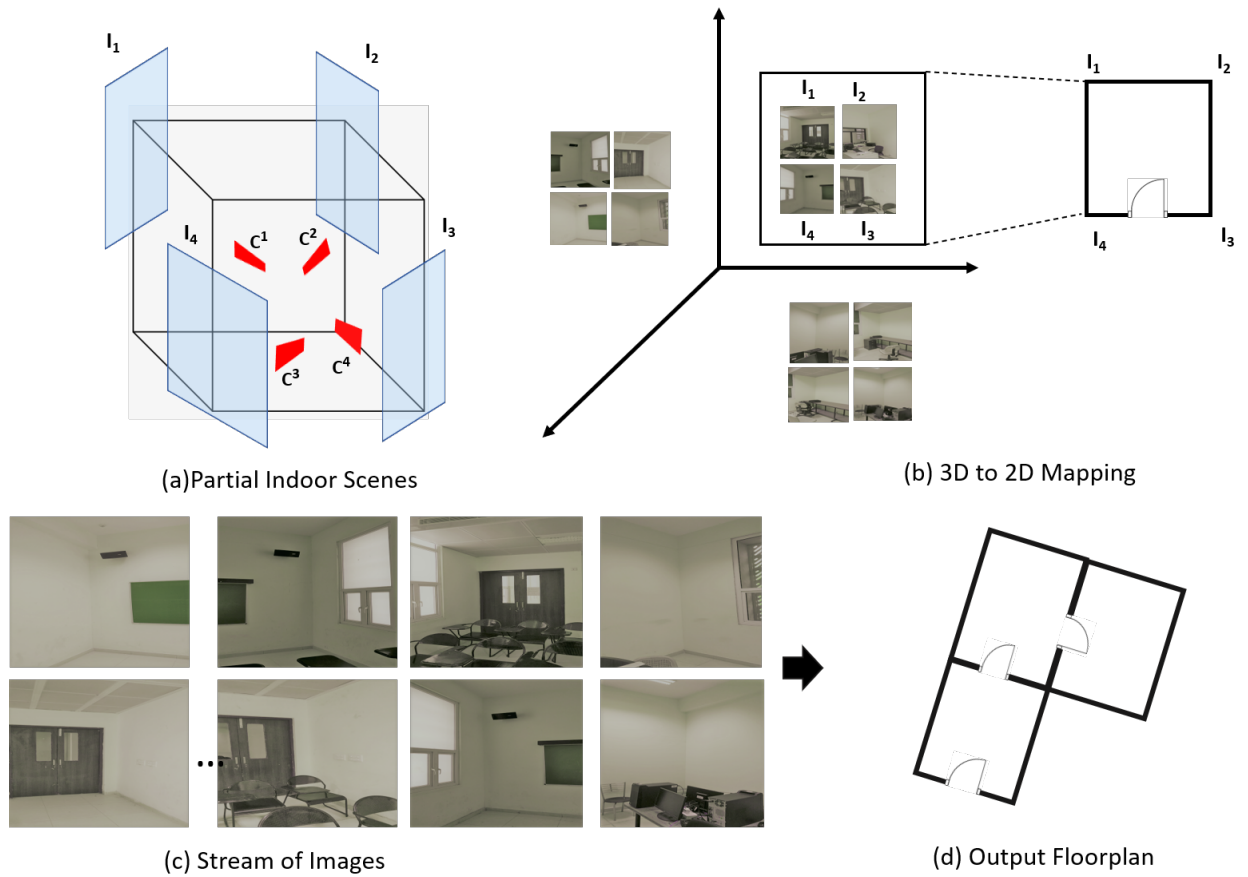 I1
I2
I4
I3
C1
C2
C3
C4
(a)Partial Indoor Scenes
I1
I2
I4
I3
I1
I2
I4
I3
(b) 3D to 2D Mapping
...
(c) Stream of Images
(d) Output Floorplan